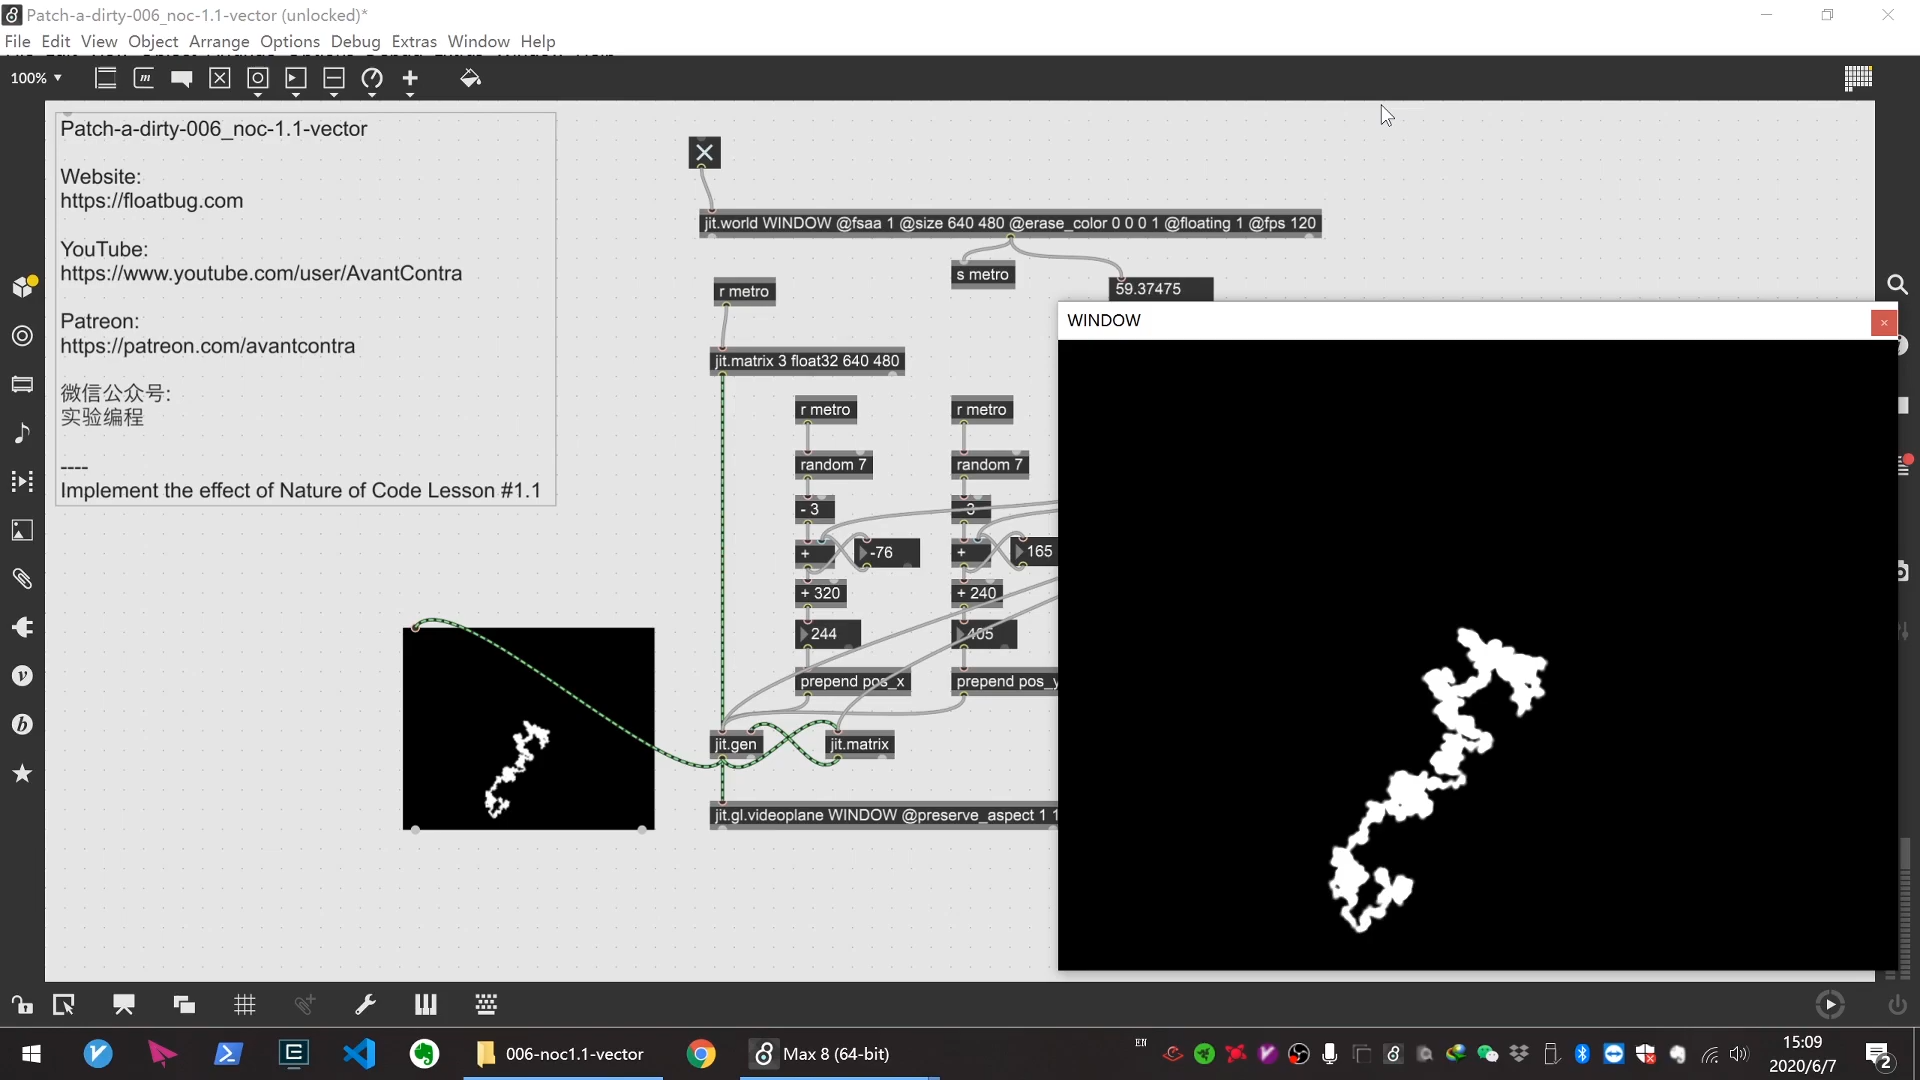 Patch-a-dirty-006_noc-1.1-vector (unlocked)*
File Edit View Object Arrange Options Debug Extras Window Help
100%
Patch-a-dirty-006_noc-1.1-vector
Website:
https://floatbug.com
YouTube:
https://www.youtube.com/user/AvantContra
Patreon:
https://patreon.com/avantcontra
微信公众号:
实验编程
----
Implement the effect of Nature of Code Lesson #1.1
jit.world WINDOW @fsaa 1 @size 640 480 @erase_color 0 0 0 1 @floating 1 @fps 120
s metro
59.37475
r metro
WINDOW
jit.matrix 3 float32 640 480
r metro
r metro
random 7
random 7
- 3
- 3
+
-76
+
165
+ 320
+ 240
244
405
prepend pos_x
prepend pos_y
jit.gen
jit.matrix
jit.gl.videoplane WINDOW @preserve_aspect 1 1
006-noc1.1-vector
Max 8 (64-bit)
EN
15:09
2020/6/7
2